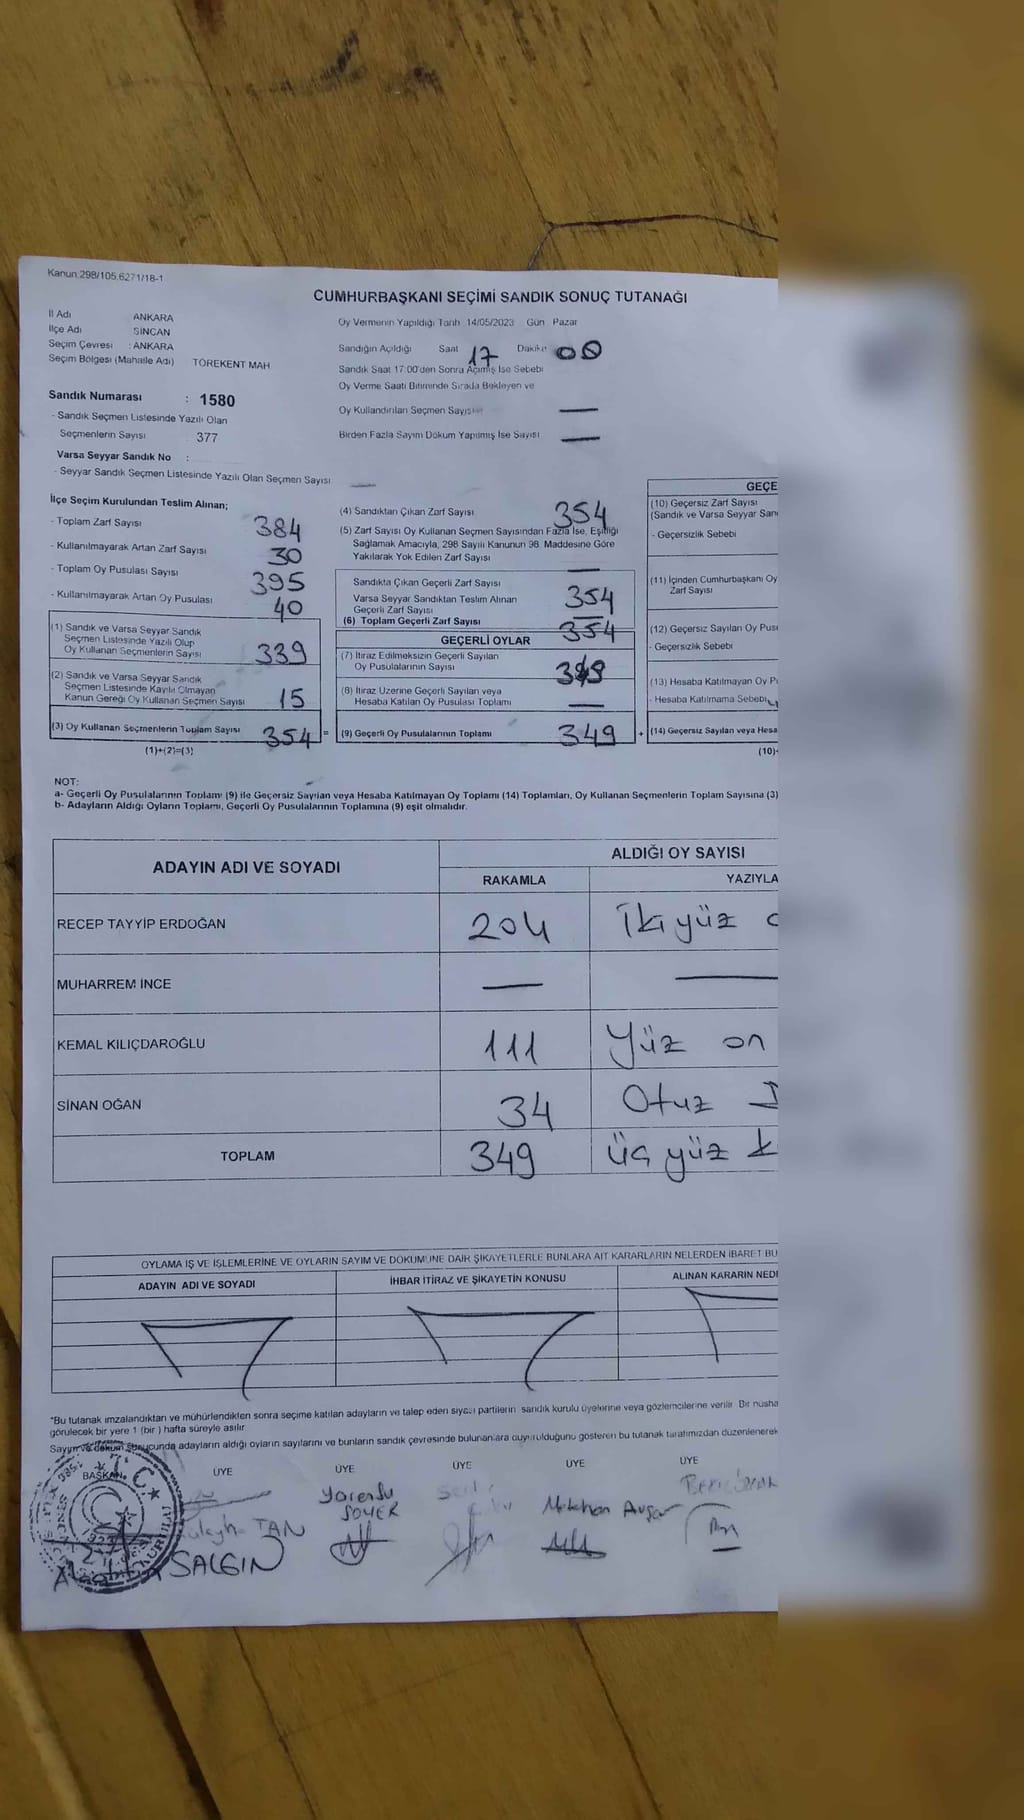 Kanun:298/105,6271/18-1
CUMHURBAŞKANI SEÇİMİ SANDIK SONUÇ TUTANAĞI
İl Adı ANKARA
İlçe Adı SİNCAN
Seçim Çevresi : ANKARA
Seçim Bölgesi (Mahalle Adı) TÖREKENT MAH
Oy Vermenin Yapıldığı Tarih 14/05/2023 Gün Pazar
Sandığın Açıldığı Saat 17 Dakika 00
Sandık Saat 17:00'den Sonra Açılmış İse Sebebi
Oy Verme Saati Bitiminde Sırada Bekleyen ve
Oy Kullandırılan Seçmen Sayısı —
Birden Fazla Sayım Döküm Yapılmış İse Sayısı —
Sandık Numarası : 1580
- Sandık Seçmen Listesinde Yazılı Olan
Seçmenlerin Sayısı 377
Varsa Seyyar Sandık No :
- Seyyar Sandık Seçmen Listesinde Yazılı Olan Seçmen Sayısı —
İlçe Seçim Kurulundan Teslim Alınan;
- Toplam Zarf Sayısı 384
- Kullanılmayarak Artan Zarf Sayısı 30
- Toplam Oy Pusulası Sayısı 395
- Kullanılmayarak Artan Oy Pusulası 40
(1) Sandık ve Varsa Seyyar Sandık
Seçmen Listesinde Yazılı Olup
Oy Kullanan Seçmenlerin Sayısı 339
(2) Sandık ve Varsa Seyyar Sandık
Seçmen Listesinde Kayıtlı Olmayan
Kanun Gereği Oy Kullanan Seçmen Sayısı 15
(3) Oy Kullanan Seçmenlerin Toplam Sayısı 354 =
(1)+(2)=(3)
(4) Sandıktan Çıkan Zarf Sayısı 354
(5) Zarf Sayısı Oy Kullanan Seçmen Sayısından Fazla İse, Eşitliği
Sağlamak Amacıyla, 298 Sayılı Kanunun 98. Maddesine Göre
Yakılarak Yok Edilen Zarf Sayısı —
Sandıkta Çıkan Geçerli Zarf Sayısı 354
Varsa Seyyar Sandıktan Teslim Alınan
Geçerli Zarf Sayısı —
(6) Toplam Geçerli Zarf Sayısı 354
GEÇERLİ OYLAR
(7) İtiraz Edilmeksizin Geçerli Sayılan
Oy Pusulalarının Sayısı 349
(8) İtiraz Üzerine Geçerli Sayılan veya
Hesaba Katılan Oy Pusulası Toplamı —
(9) Geçerli Oy Pusulalarının Toplamı 349 +
GEÇE
(10) Geçersiz Zarf Sayısı
(Sandık ve Varsa Seyyar San
- Geçersizlik Sebebi
(11) İçinden Cumhurbaşkanı Oy
Zarf Sayısı
(12) Geçersiz Sayılan Oy Pus
- Geçersizlik Sebebi
(13) Hesaba Katılmayan Oy P
- Hesaba Katılmama Sebebi
(14) Geçersiz Sayılan veya Hesa
(10)
NOT:
a- Geçerli Oy Pusulalarının Toplamı (9) ile Geçersiz Sayılan veya Hesaba Katılmayan Oy Toplamı (14) Toplamları, Oy Kullanan Seçmenlerin Toplam Sayısına (3)
b- Adayların Aldığı Oyların Toplamı, Geçerli Oy Pusulalarının Toplamına (9) eşit olmalıdır.
ADAYIN ADI VE SOYADI ALDIĞI OY SAYISI
RAKAMLA YAZIYLA
RECEP TAYYİP ERDOĞAN 204 İki yüz
MUHARREM İNCE — —
KEMAL KILIÇDAROĞLU 111 Yüz on
SİNAN OĞAN 34 Otuz
TOPLAM 349 üç yüz
OYLAMA İŞ VE İŞLEMLERİNE VE OYLARIN SAYIM VE DÖKÜMÜNE DAİR ŞİKAYETLERLE BUNLARA AİT KARARLARIN NELERDEN İBARET BU
ADAYIN ADI VE SOYADI İHBAR İTİRAZ VE ŞİKAYETİN KONUSU ALINAN KARARIN NEDİ
*Bu tutanak imzalandıktan ve mühürlendikten sonra seçime katılan adayların ve talep eden siyasi partilerin sandık kurulu üyelerine veya gözlemcilerine verilir. Bir nüsha
görülecek bir yere 1 (bir ) hafta süreyle asılır.
Sayım ve döküm sonucunda adayların aldığı oyların sayılarını ve bunların sandık çevresinde bulunanlara duyurulduğunu gösteren bu tutanak tarafımızdan düzenlenerek
BAŞKAN ÜYE ÜYE ÜYE ÜYE ÜYE
T.C.
Yarensu
SOYER
Metehan Avşar
TAN
SALGIN